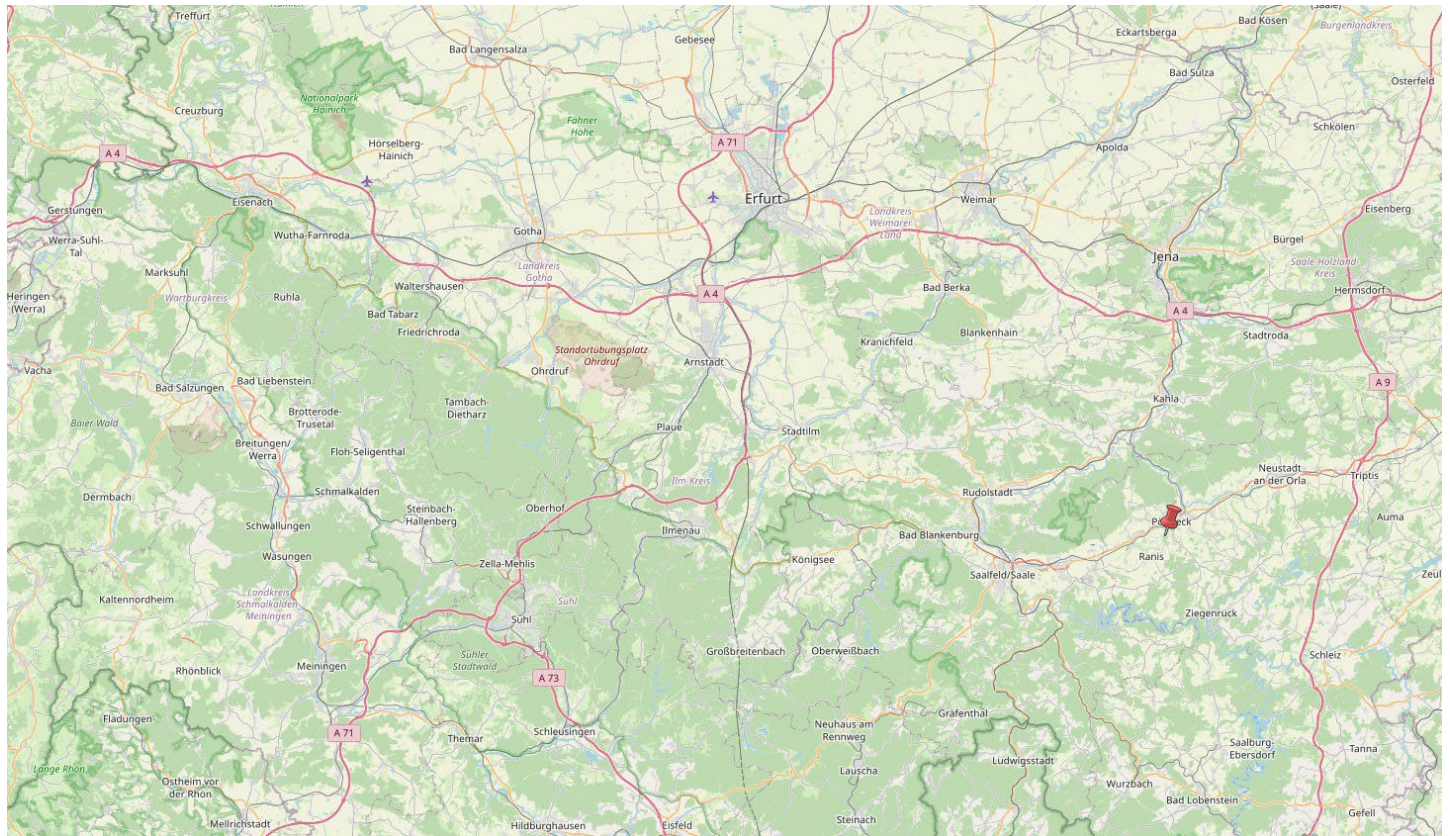 (Saale)
Treffurt
Bad Kösen
Burgenlandkreis
Eckartsberga
Gebesee
Bad Langensalza
Bad Sulza
Osterfeld
Nationalpark
Hainich
Creuzburg
Fahner
Höhe
Schkölen
A 71
Hörselberg-
Hainich
A 4
Apolda
Eisenach
Erfurt
Weimar
Gerstungen
Landkreis
Weimarer
Land
Eisenberg
Gotha
Wutha-Farnroda
Werra-Suhl-
Tal
Bürgel
Jena
Saale-Holzland-
Kreis
Marksuhl
Landkreis
Gotha
Waltershausen
Bad Berka
Hermsdorf
Heringen
(Werra)
Wartburgkreis
Ruhla
A 4
A 4
Bad Tabarz
Friedrichroda
Blankenhain
Stadtroda
Kranichfeld
Standortübungsplatz
Ohrdruf
Arnstadt
Ohrdruf
Vacha
Bad Salzungen
Bad Liebenstein
A 9
Tambach-
Dietharz
Kahla
Brotterode-
Trusetal
Baier Wald
Plaue
Stadtilm
Breitungen/
Werra
Floh-Seligenthal
Neustadt
an der Orla
Triptis
Ilm-Kreis
Dermbach
Schmalkalden
Rudolstadt
Steinbach-
Hallenberg
Oberhof
Auma
Schwallungen
Ilmenau
Bad Blankenburg
Wasungen
Königsee
Ranis
Zella-Mehlis
Saalfeld/Saale
Zeul
Kaltennordheim
Landkreis
Schmalkalden
Meiningen
Suhl
Suhl
Ziegenrück
Großbreitenbach
Oberweißbach
Schleiz
Suhler
Stadtwald
Meiningen
Rhönblick
A 73
Gräfenthal
Fladungen
Neuhaus am
Rennweg
A 71
Schleusingen
Themar
Saalburg-
Ebersdorf
Tanna
Ludwigsstadt
Lange Rhön
Lauscha
Ostheim vor
der Rhön
Wurzbach
Bad Lobenstein
Gefell
Steinach
Mellrichstadt
Hildburghausen
Eisfeld